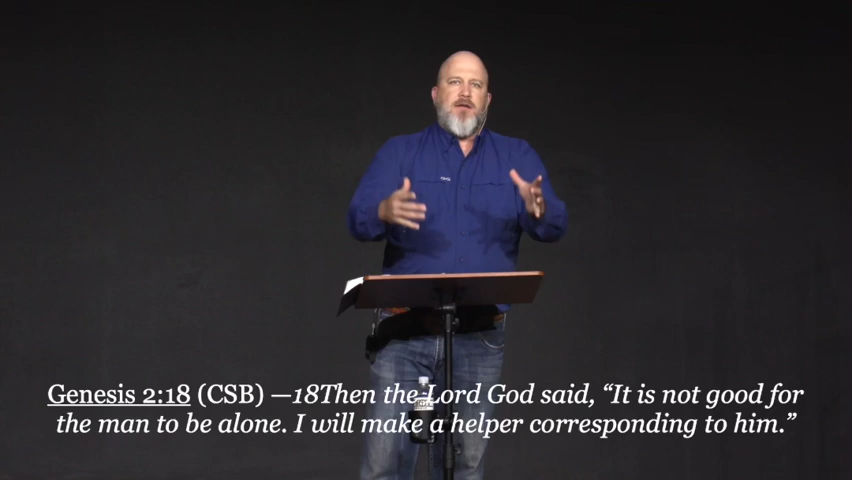 Genesis 2:18 (CSB) —18Then the Lord God said, “It is not good for
the man to be alone. I will make a helper corresponding to him.”